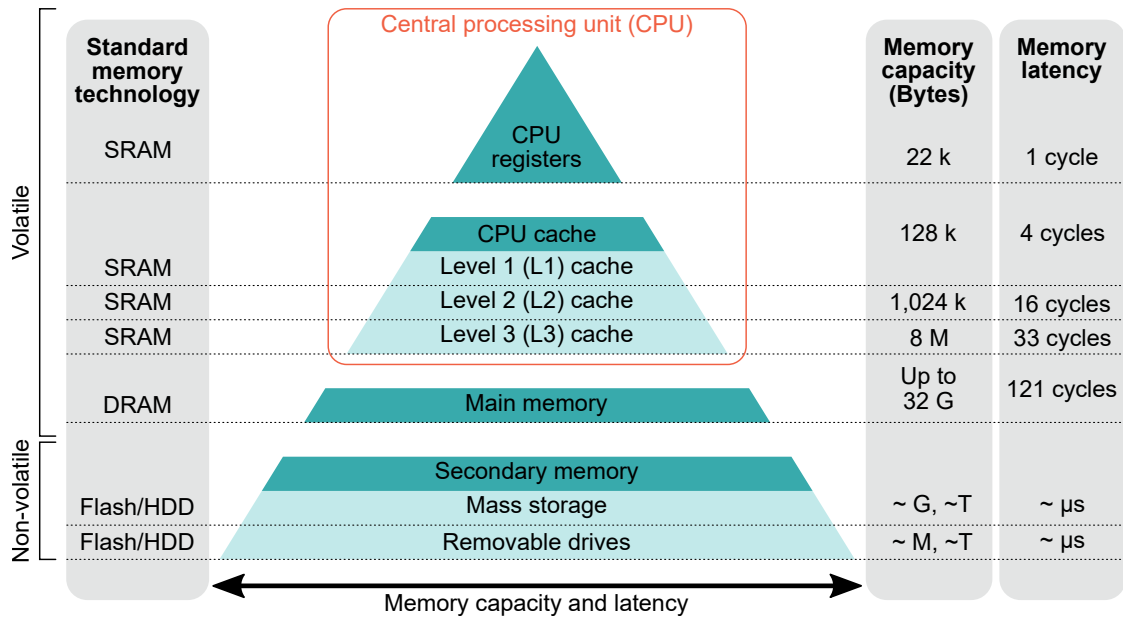 Central processing unit (CPU)
Standard
memory
technology
Memory
capacity
(Bytes)
Memory
latency
Volatile
SRAM
CPU
registers
22 k
1 cycle
CPU cache
128 k
4 cycles
SRAM
Level 1 (L1) cache
SRAM
Level 2 (L2) cache
1,024 k
16 cycles
SRAM
Level 3 (L3) cache
8 M
33 cycles
DRAM
Main memory
Up to
32 G
121 cycles
Non-volatile
Secondary memory
Flash/HDD
Mass storage
~ G, ~T
~ µs
Flash/HDD
Removable drives
~ M, ~T
~ µs
Memory capacity and latency